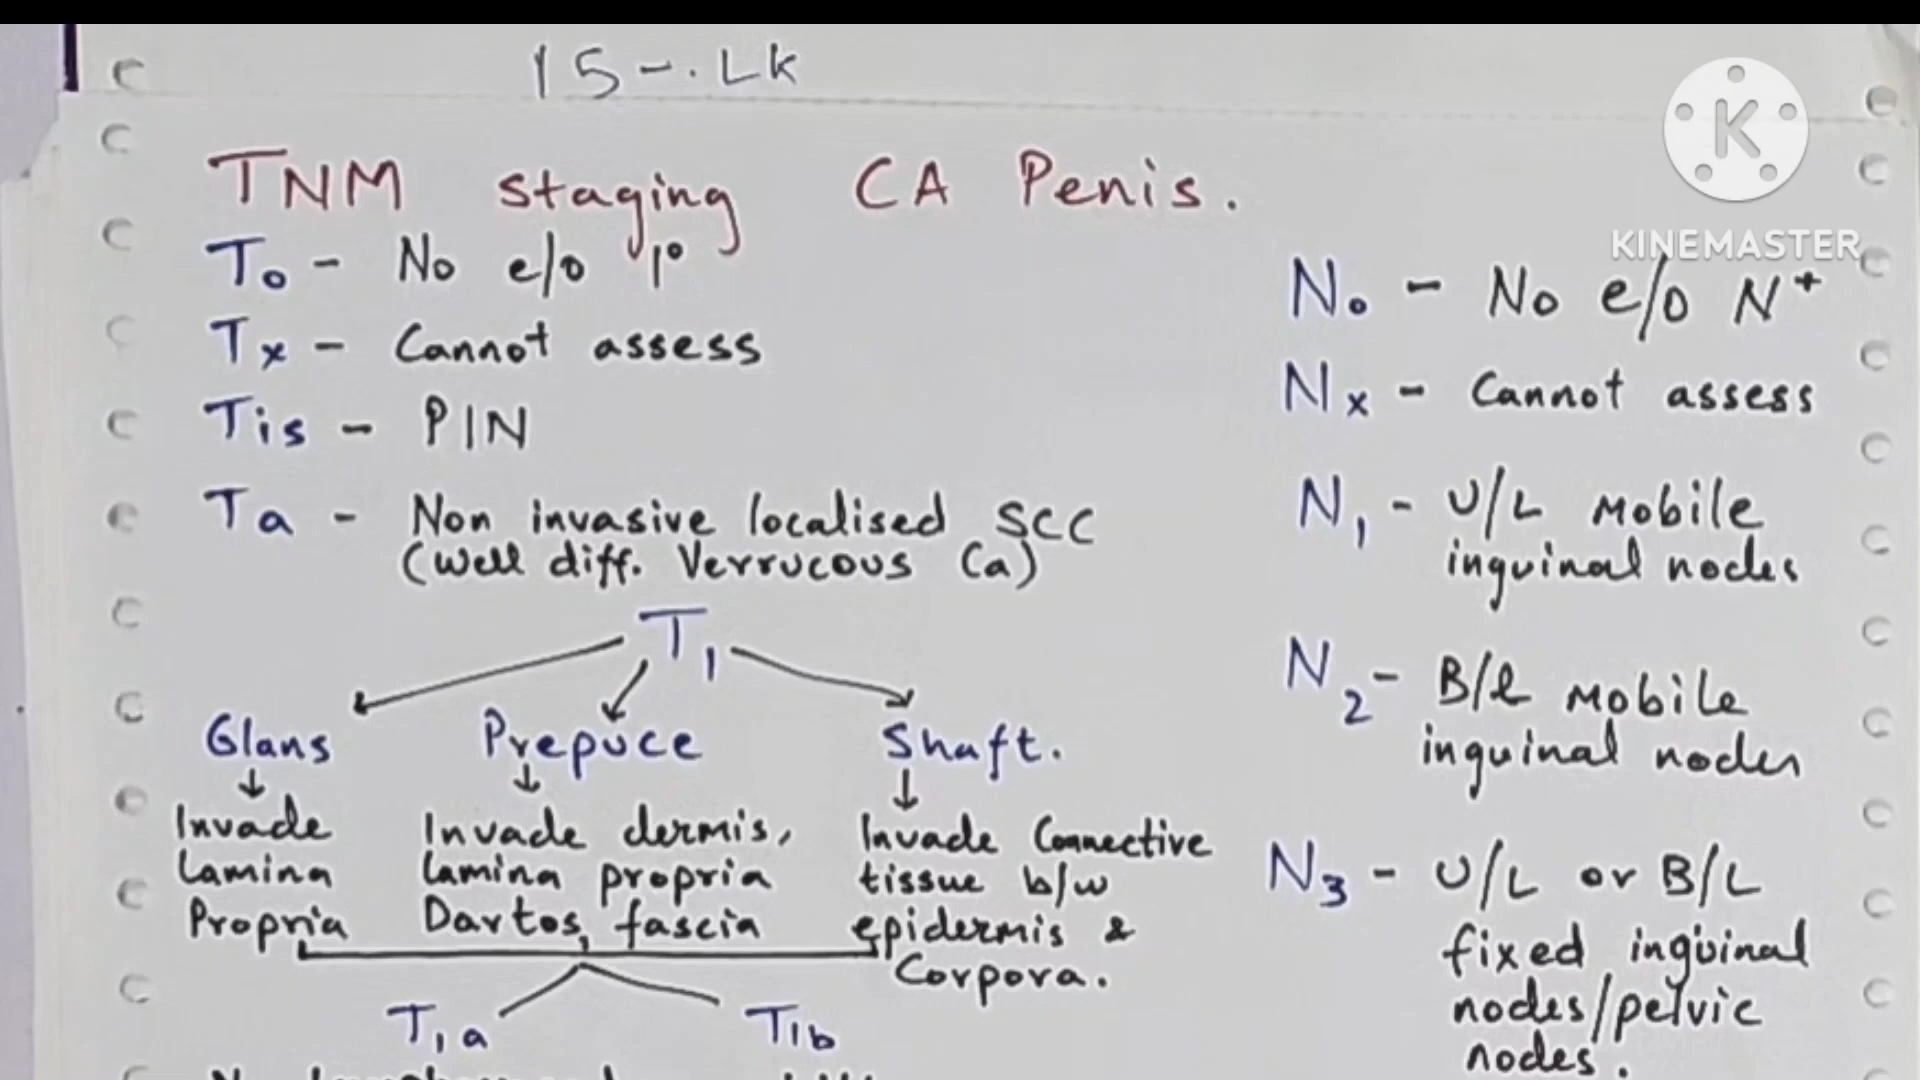 15-.Lk
K
KINEMASTER
TNM staging CA Penis.
T0 - No e/o 1°
Tx - Cannot assess
Tis - PIN
Ta - Non invasive localised SCC
(well diff. Verrucous Ca)
T1
Glans Prepuce Shaft.
Invade Invade dermis, Invade Connective
Lamina Lamina propria tissue b/w
Propria Dartos, fascia epidermis &
Corpora.
T1a T1b
N0 - No e/o N+
Nx - Cannot assess
N1 - U/L Mobile
inguinal nodes
N2 - B/L Mobile
inguinal nodes
N3 - U/L or B/L
fixed inguinal
nodes/pelvic
nodes.